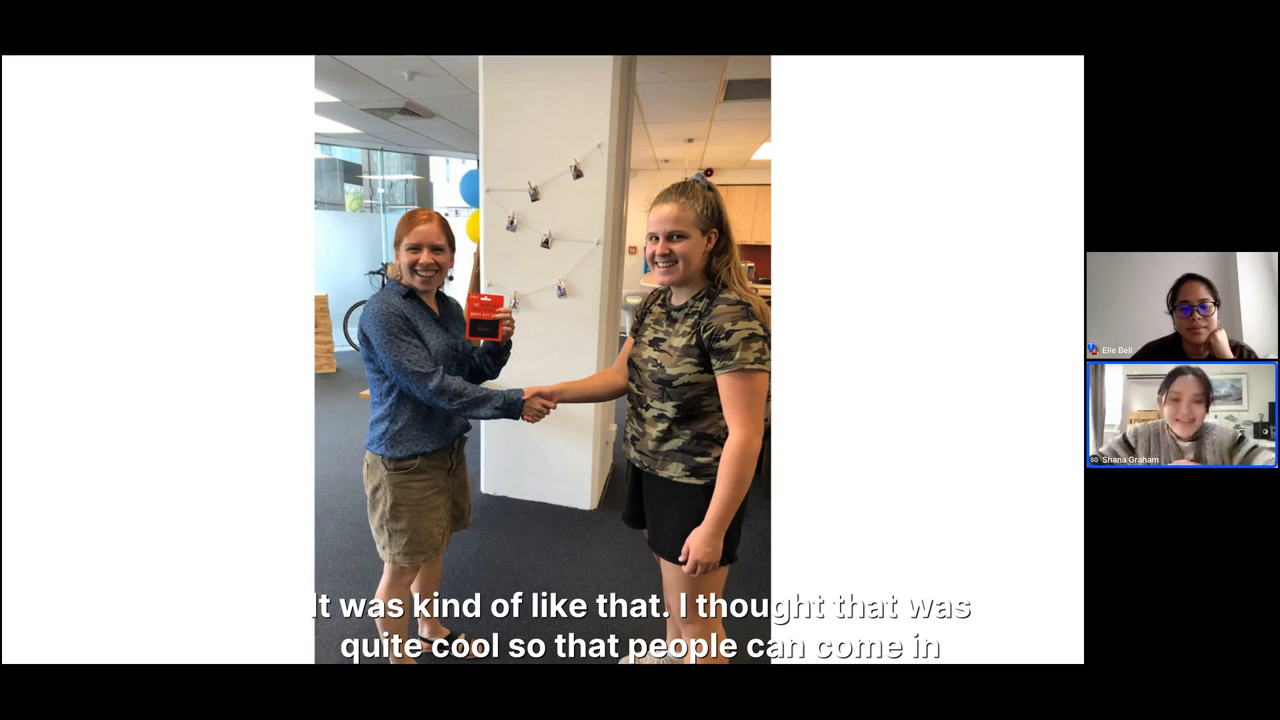 It was kind of like that. I thought that was
quite cool so that people can come in
Elle Bell
SG Shana Graham